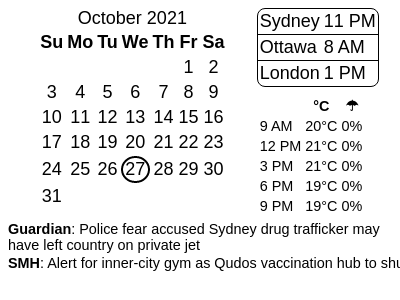 October 2021
Su Mo Tu We Th Fr Sa
1 2
3 4 5 6 7 8 9
10 11 12 13 14 15 16
17 18 19 20 21 22 23
24 25 26 27 28 29 30
31
Sydney 11 PM
Ottawa 8 AM
London 1 PM
°C ☂
9 AM 20°C 0%
12 PM 21°C 0%
3 PM 21°C 0%
6 PM 19°C 0%
9 PM 19°C 0%
Guardian: Police fear accused Sydney drug trafficker may
have left country on private jet
SMH: Alert for inner-city gym as Qudos vaccination hub to